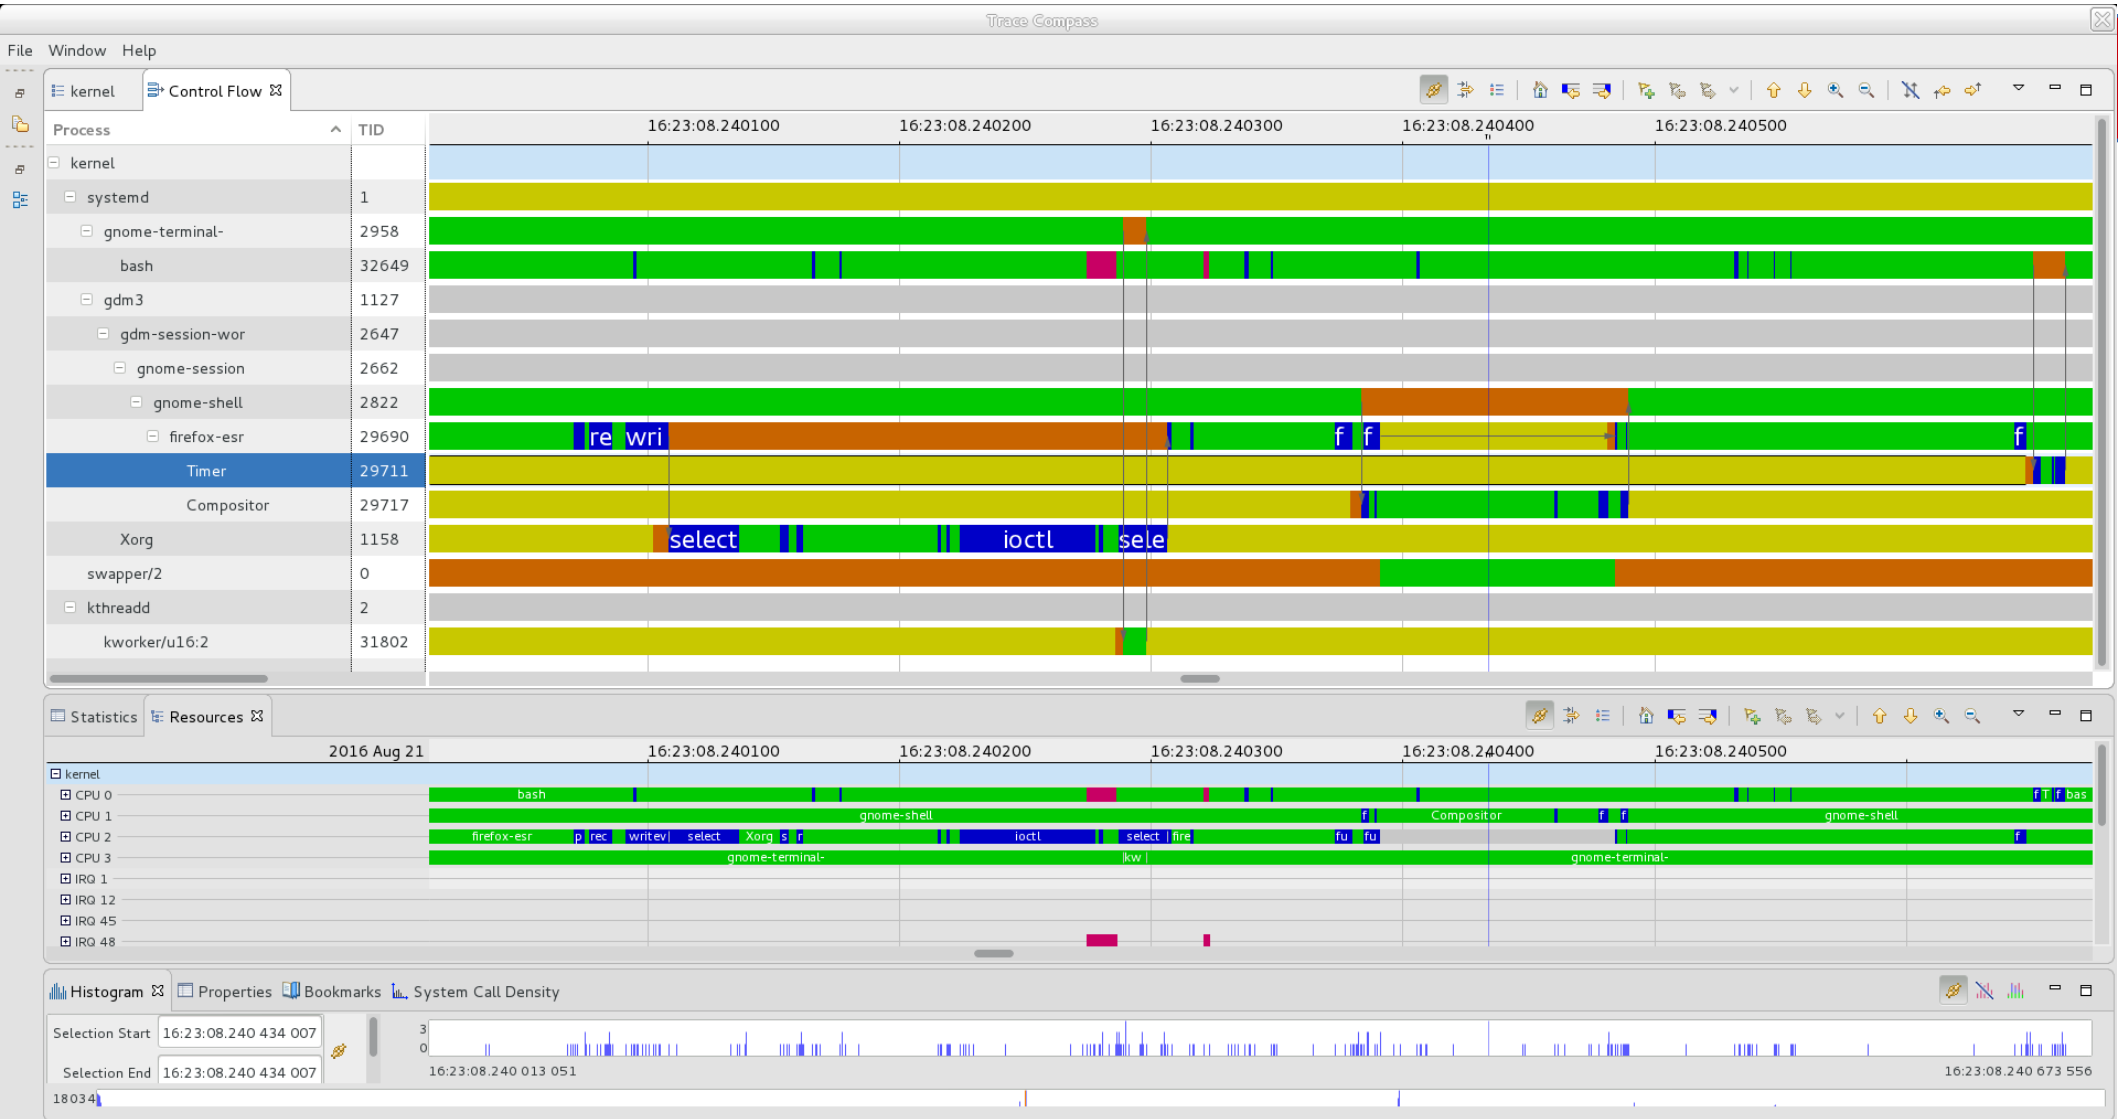 Trace Compass
File Window Help
kernel Control Flow
Process TID 16:23:08.240100 16:23:08.240200 16:23:08.240300 16:23:08.240400 16:23:08.240500
kernel
systemd 1
gnome-terminal- 2958
bash 32649
gdm3 1127
gdm-session-wor 2647
gnome-session 2662
gnome-shell 2822
firefox-esr 29690 re wri f f f
Timer 29711
Compositor 29717
Xorg 1158 select ioctl sele
swapper/2 0
kthreadd 2
kworker/u16:2 31802
Statistics Resources
2016 Aug 21 16:23:08.240100 16:23:08.240200 16:23:08.240300 16:23:08.240400 16:23:08.240500
kernel
CPU 0 bash f T f bas
CPU 1 gnome-shell f Compositor f f gnome-shell
CPU 2 firefox-esr p rec writev select Xorg s r ioctl select fire fu fu f
CPU 3 gnome-terminal- kw gnome-terminal-
IRQ 1
IRQ 12
IRQ 45
IRQ 48
Histogram Properties Bookmarks System Call Density
Selection Start 16:23:08.240 434 007 3
0
Selection End 16:23:08.240 434 007 16:23:08.240 013 051 16:23:08.240 673 556
18034